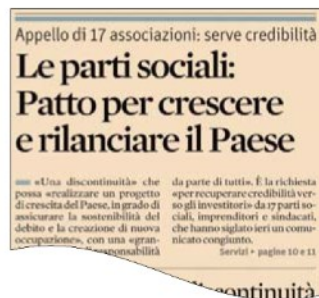 Appello di 17 associazioni: serve credibilità
Le parti sociali:
Patto per crescere
e rilanciare il Paese
«Una discontinuità» che
possa «realizzare un progetto
di crescita del Paese, in grado di
assicurare la sostenibilità del
debito e la creazione di nuova
occupazione», con una «gran-
responsabilità
da parte di tutti». È la richiesta
«per recuperare credibilità ver-
so gli investitori» da 17 parti so-
ciali, imprenditori e sindacati,
che hanno siglato ieri un comu-
nicato congiunto.
Servizi • pagine 10 e 11
discontinuità